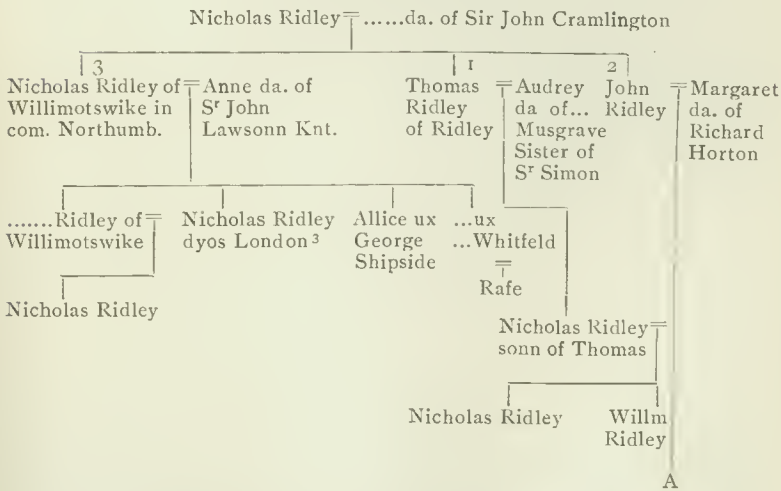 Nicholas Ridley = ......da. of Sir John Cramlington
3
1
2
Nicholas Ridley of = Anne da. of
Willimotswike in Sʳ John
com. Northumb. Lawsonn Knt.
Thomas = Audrey
Ridley da of...
of Ridley Musgrave
Sister of
Sʳ Simon
John = Margaret
Ridley da. of
Richard
Horton
.......Ridley of =
Willimotswike
Nicholas Ridley
dyos London ³
Allice ux
George
Shipside
...ux
...Whitfeld
=
Rafe
Nicholas Ridley
Nicholas Ridley =
sonn of Thomas
Nicholas Ridley
Willm
Ridley
A